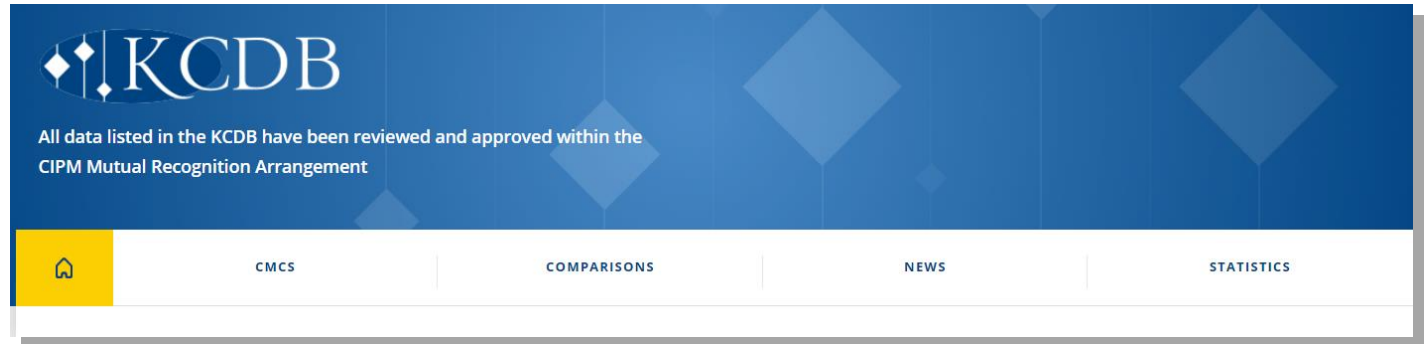 KCDB
All data listed in the KCDB have been reviewed and approved within the
CIPM Mutual Recognition Arrangement
CMCS
COMPARISONS
NEWS
STATISTICS